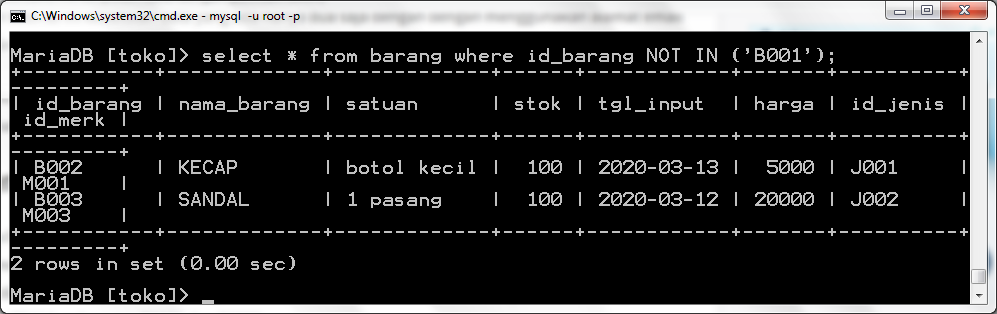 C:\Windows\system32\cmd.exe - mysql -u root -p
MariaDB [toko]> select * from barang where id_barang NOT IN ('B001');
+-----------+-------------+--------------+------+------------+-------+----------+
---------+
| id_barang | nama_barang | satuan       | stok | tgl_input  | harga | id_jenis |
id_merk |
+-----------+-------------+--------------+------+------------+-------+----------+
---------+
| B002      | KECAP       | botol kecil  |  100 | 2020-03-13 |  5000 | J001     |
M001    |
| B003      | SANDAL      | 1 pasang     |  100 | 2020-03-12 | 20000 | J002     |
M003    |
+-----------+-------------+--------------+------+------------+-------+----------+
---------+
2 rows in set (0.00 sec)
MariaDB [toko]> _